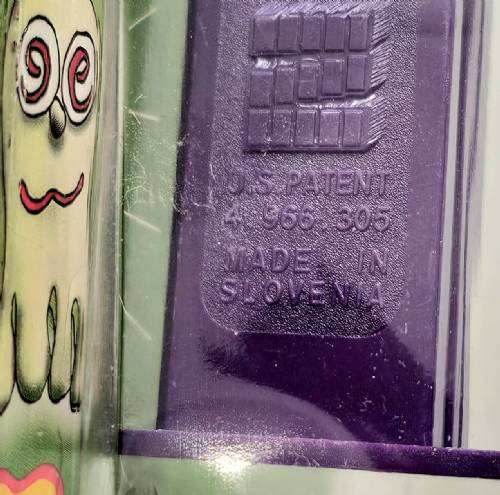 U.S. PATENT
4.966.305
MADE IN
SLOVENIA